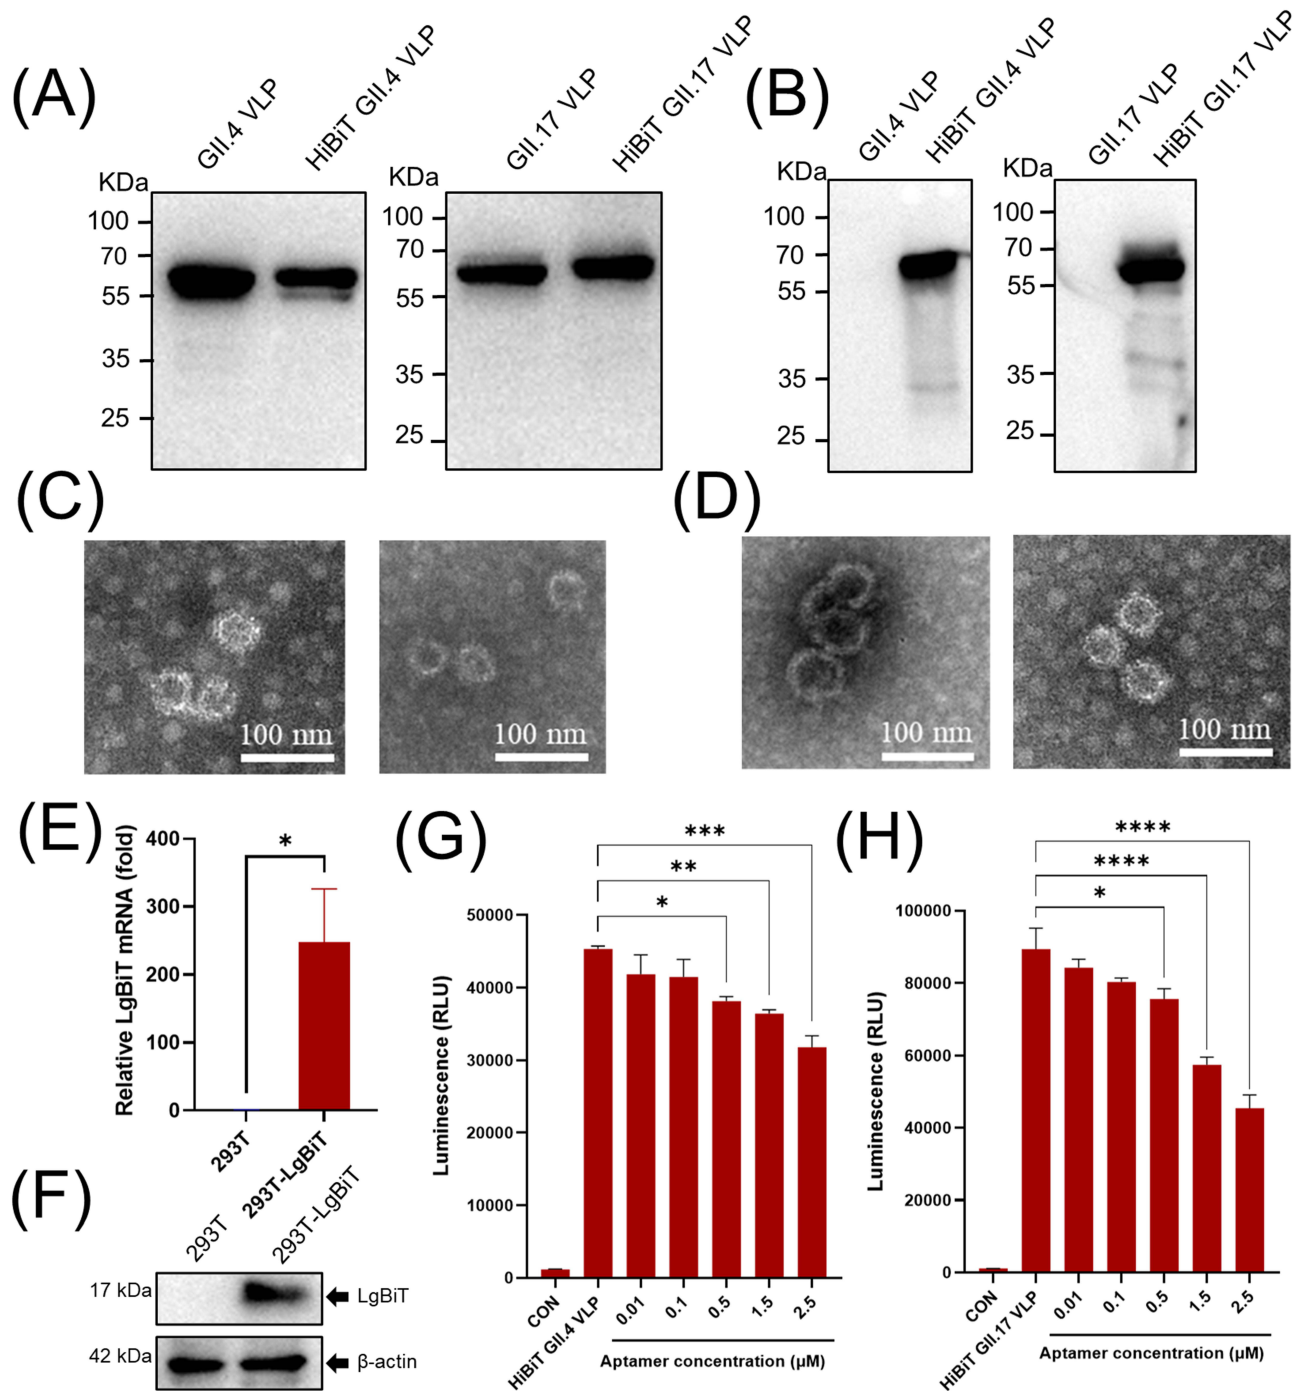 (A)
GII.4 VLP
HiBiT GII.4 VLP
GII.17 VLP
HiBiT GII.17 VLP
KDa
100
70
55
35
25
KDa
100
70
55
35
25
(B)
GII.4 VLP
HiBiT GII.4 VLP
GII.17 VLP
HiBiT GII.17 VLP
KDa
100
70
55
35
25
KDa
100
70
55
35
25
(C)
100 nm
100 nm
(D)
100 nm
100 nm
(E)
Relative LgBiT mRNA (fold)
400
300
200
100
0
*
293T
293T-LgBiT
(F)
293T
293T-LgBiT
17 kDa
LgBiT
42 kDa
β-actin
(G)
***
**
*
Luminescence (RLU)
50000
40000
30000
20000
10000
0
CON
HiBiT GII.4 VLP
0.01
0.1
0.5
1.5
2.5
Aptamer concentration (μM)
(H)
****
****
*
Luminescence (RLU)
100000
80000
60000
40000
20000
0
CON
HiBiT GII.17 VLP
0.01
0.1
0.5
1.5
2.5
Aptamer concentration (μM)